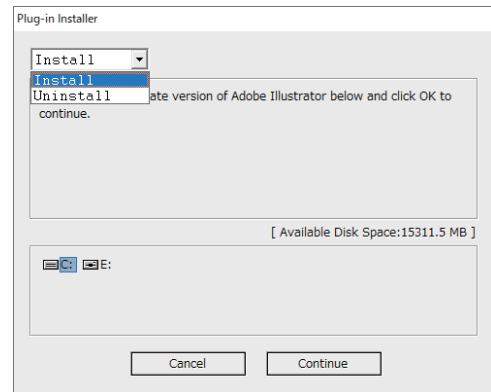 Plug-in Installer
Install
Install
Uninstall
ate version of Adobe Illustrator below and click OK to
continue.
[ Available Disk Space:15311.5 MB ]
C: E:
Cancel Continue